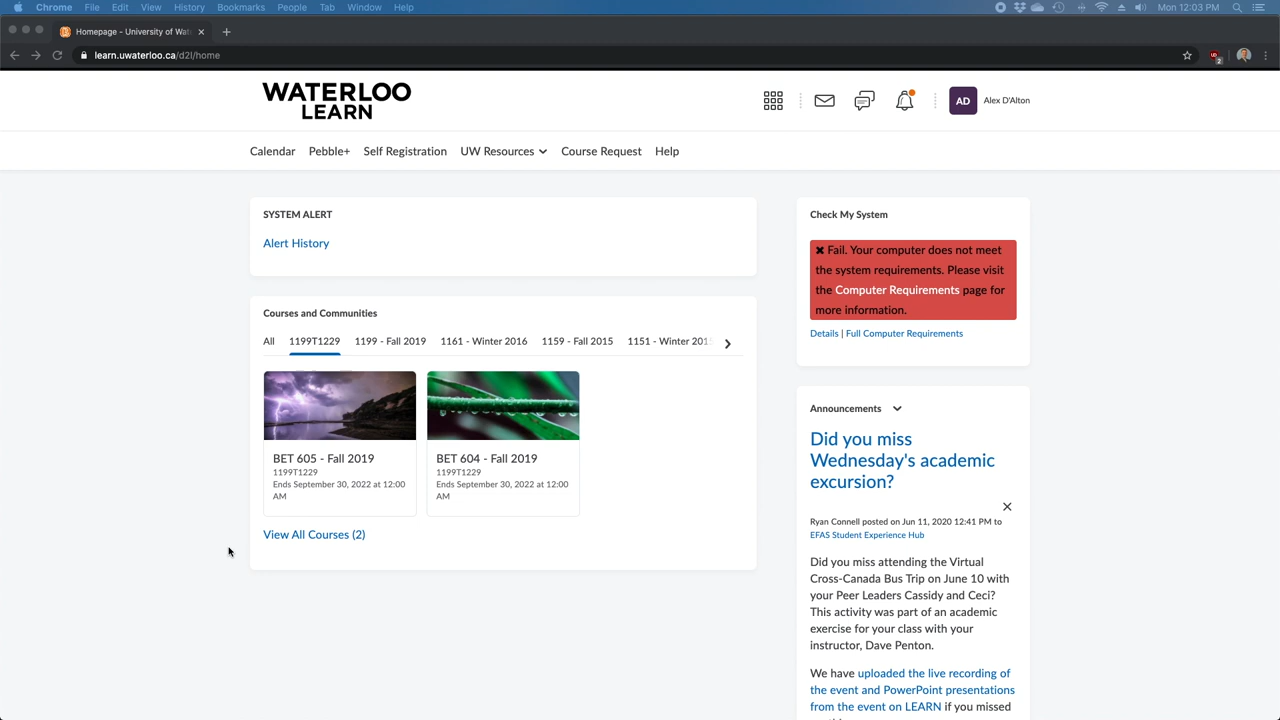 Chrome File Edit View History Bookmarks People Tab Window Help Mon 12:03 PM
Homepage - University of Wat
learn.uwaterloo.ca/d2l/home
2
WATERLOO
LEARN
AD Alex D'Alton
Calendar Pebble+ Self Registration UW Resources Course Request Help
SYSTEM ALERT
Alert History
Courses and Communities
All 1199T1229 1199 - Fall 2019 1161 - Winter 2016 1159 - Fall 2015 1151 - Winter 201
BET 605 - Fall 2019
1199T1229
Ends September 30, 2022 at 12:00
AM
BET 604 - Fall 2019
1199T1229
Ends September 30, 2022 at 12:00
AM
View All Courses (2)
Check My System
✖ Fail. Your computer does not meet
the system requirements. Please visit
the Computer Requirements page for
more information.
Details | Full Computer Requirements
Announcements
Did you miss
Wednesday's academic
excursion?
Ryan Connell posted on Jun 11, 2020 12:41 PM to
EFAS Student Experience Hub
Did you miss attending the Virtual
Cross-Canada Bus Trip on June 10 with
your Peer Leaders Cassidy and Ceci?
This activity was part of an academic
exercise for your class with your
instructor, Dave Penton.
We have uploaded the live recording of
the event and PowerPoint presentations
from the event on LEARN if you missed